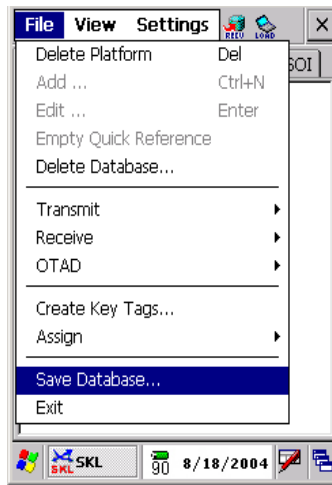 File View Settings RECV LOAD
Delete Platform Del
SOI
Add ... Ctrl+N
Edit ... Enter
Empty Quick Reference
Delete Database...
Transmit
Receive
OTAD
Create Key Tags...
Assign
Save Database...
Exit
SKL SKL 90 8/18/2004